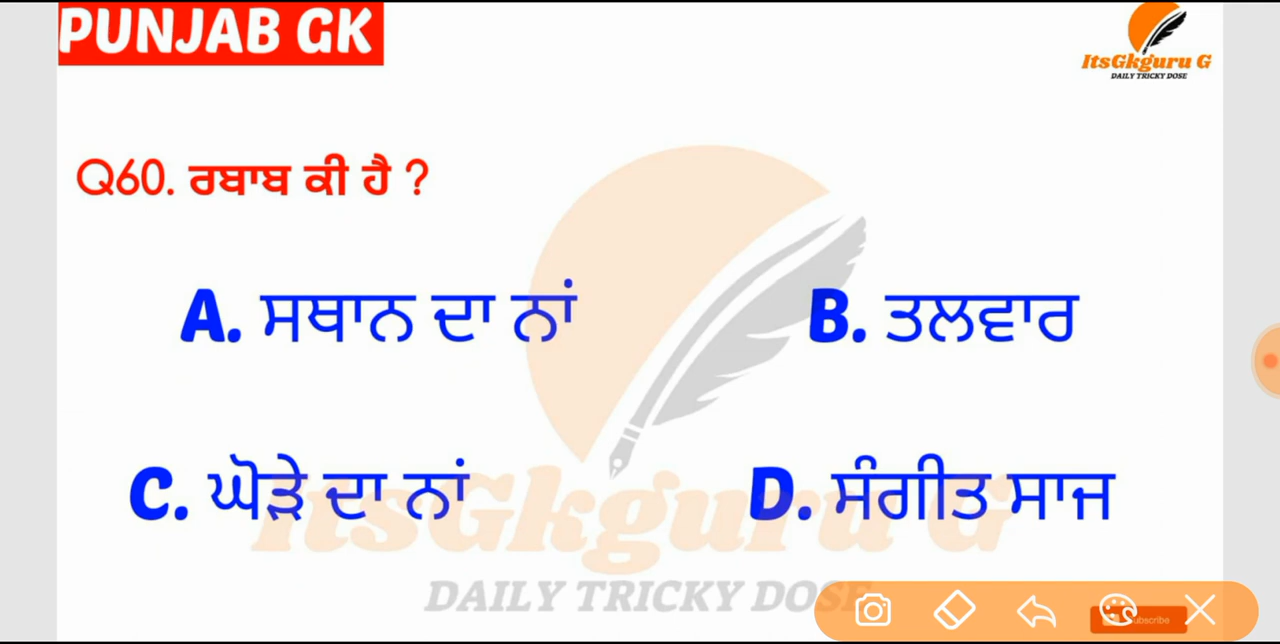 PUNJAB GK
ItsGkguru G
DAILY TRICKY DOSE
Q60. ਰਬਾਬ ਕੀ ਹੈ ?
A. ਸਥਾਨ ਦਾ ਨਾਂ
B. ਤਲਵਾਰ
C. ਘੋੜੇ ਦਾ ਨਾਂ
D. ਸੰਗੀਤ ਸਾਜ
ItsGkguru G
DAILY TRICKY DOSE